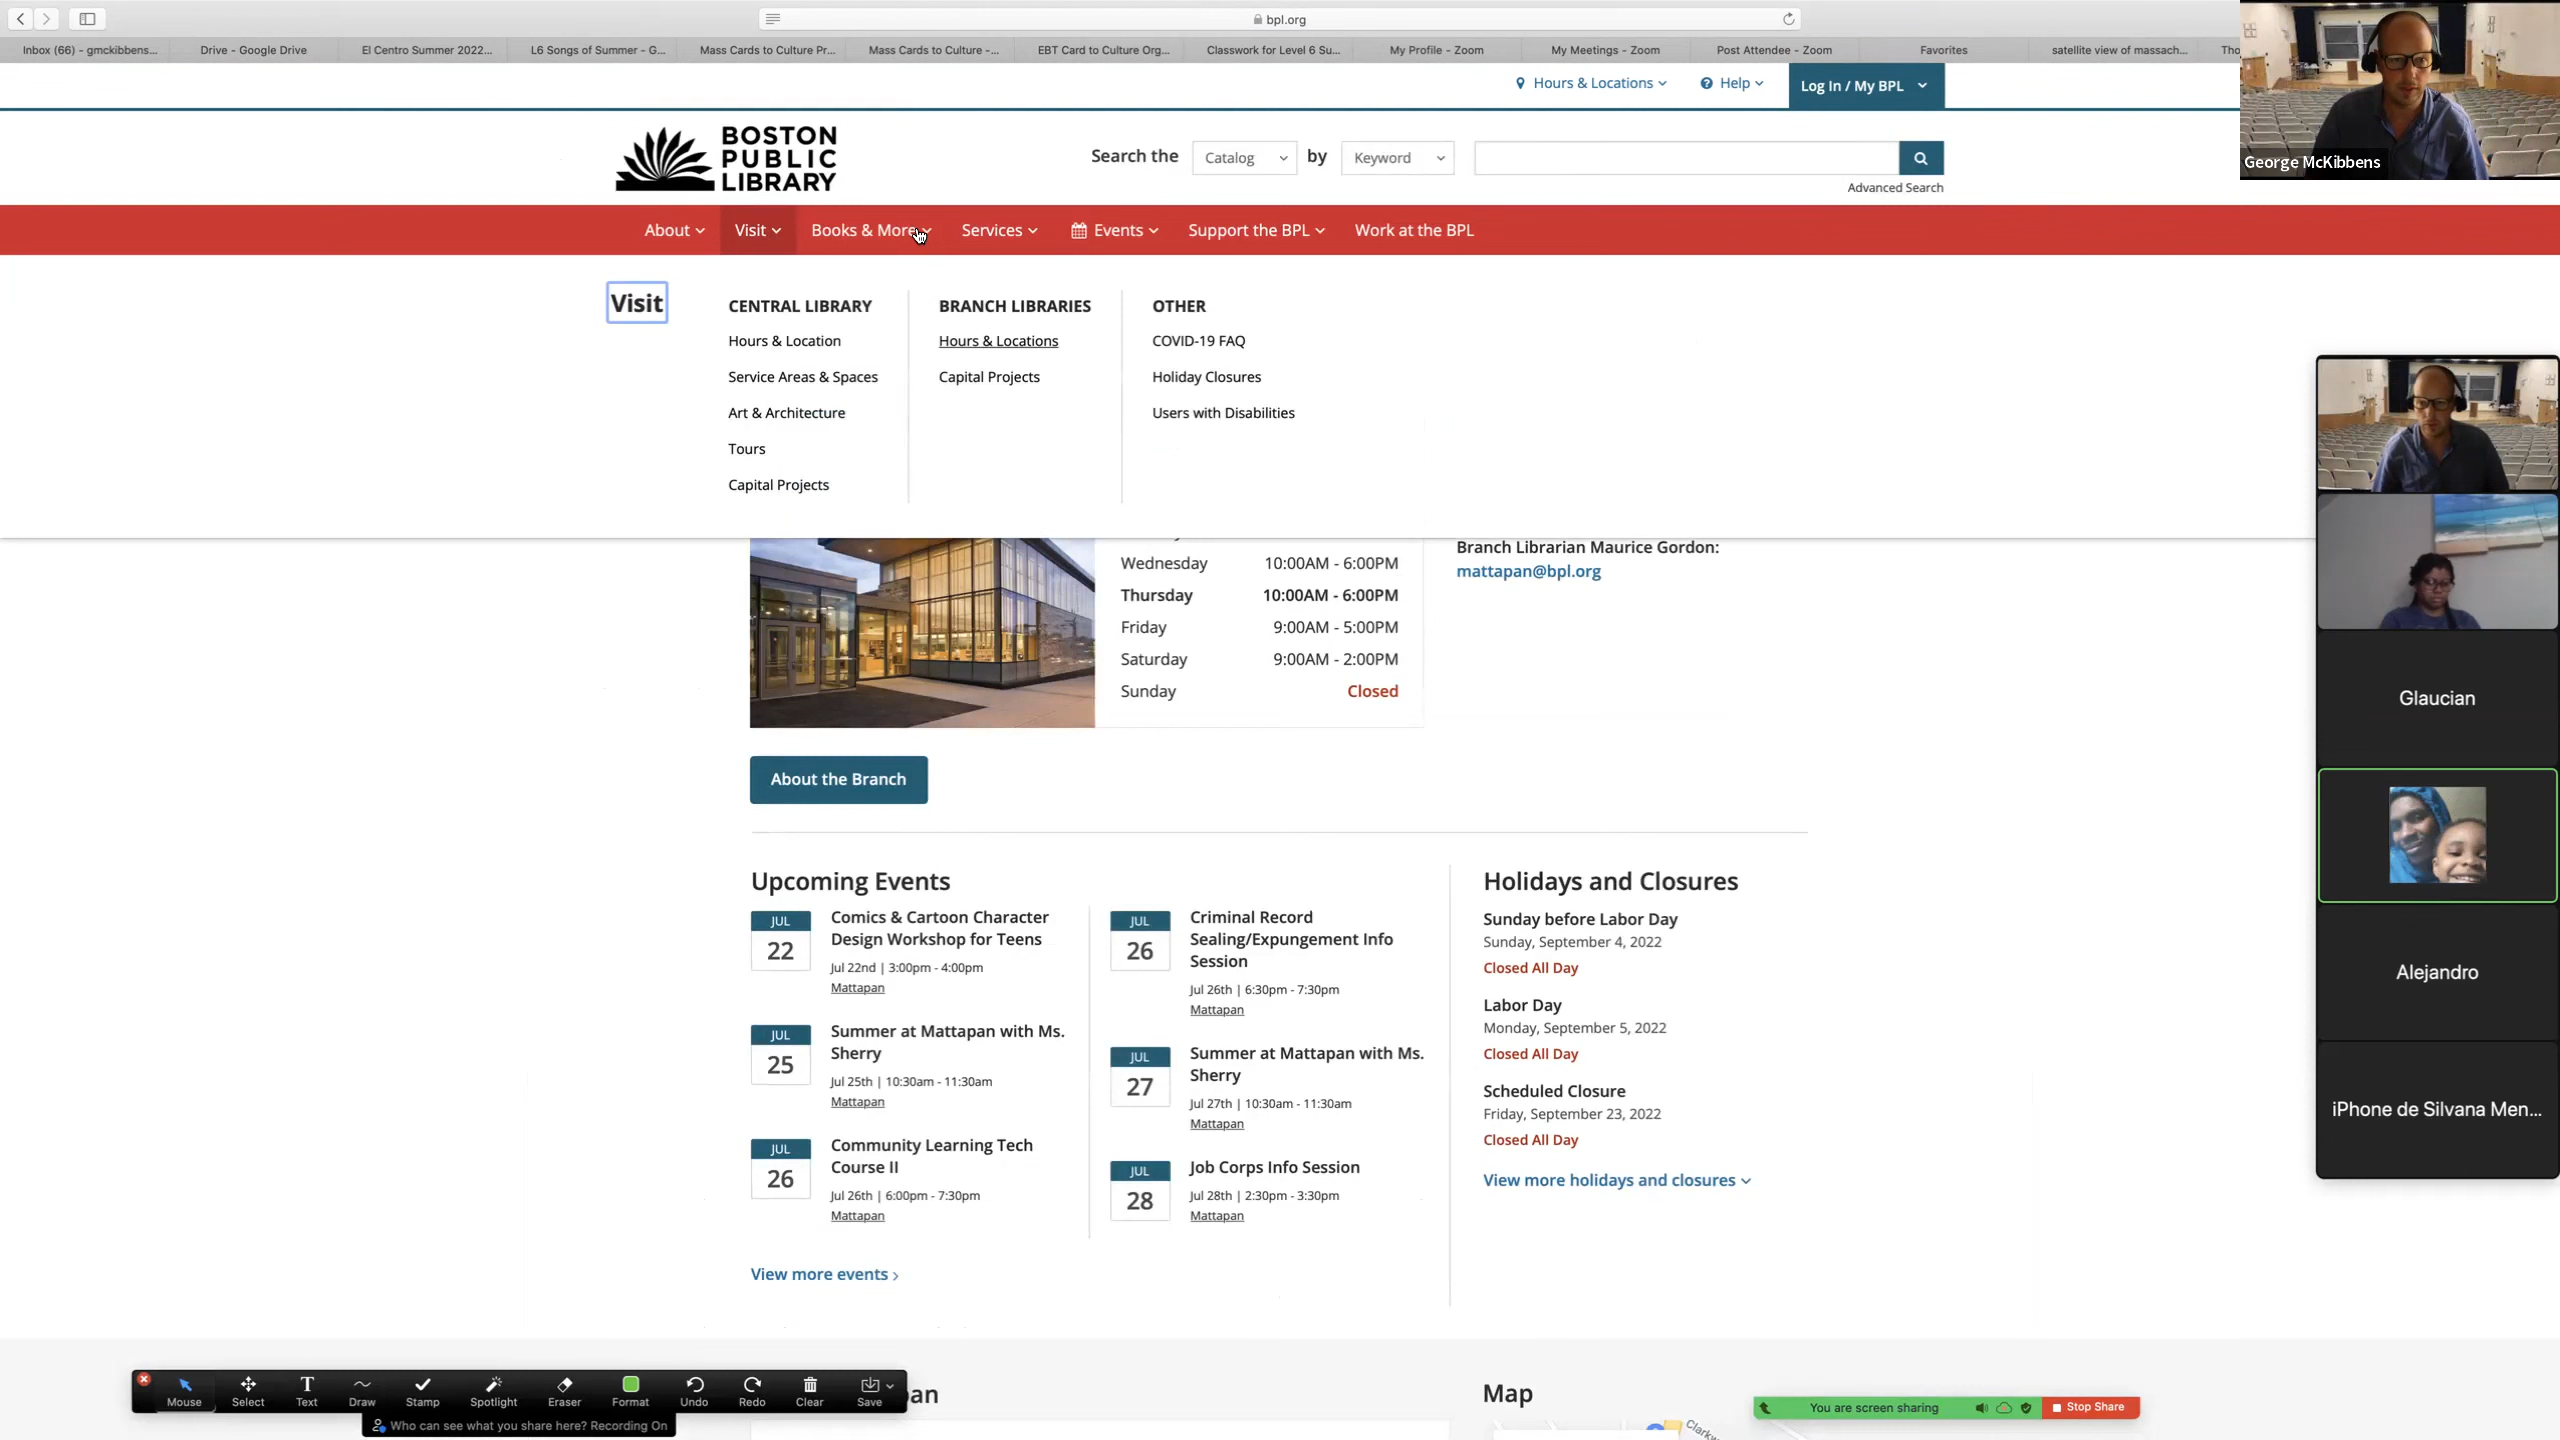 bpl.org
Inbox (66) - gmckibbens...
Drive - Google Drive
El Centro Summer 2022...
L6 Songs of Summer - G...
Mass Cards to Culture Pr...
Mass Cards to Culture -...
EBT Card to Culture Org...
Classwork for Level 6 Su...
My Profile - Zoom
My Meetings - Zoom
Post Attendee - Zoom
Favorites
satellite view of massach...
Hours & Locations
Help
Log In / My BPL
BOSTON
PUBLIC
LIBRARY
Search the Catalog by Keyword
Advanced Search
George McKibbens
About
Visit
Books & More
Services
Events
Support the BPL
Work at the BPL
Visit
CENTRAL LIBRARY
Hours & Location
Service Areas & Spaces
Art & Architecture
Tours
Capital Projects
BRANCH LIBRARIES
Hours & Locations
Capital Projects
OTHER
COVID-19 FAQ
Holiday Closures
Users with Disabilities
Wednesday 10:00AM - 6:00PM
Thursday 10:00AM - 6:00PM
Friday 9:00AM - 5:00PM
Saturday 9:00AM - 2:00PM
Sunday Closed
Branch Librarian Maurice Gordon:
mattapan@bpl.org
About the Branch
Upcoming Events
JUL
22
Comics & Cartoon Character
Design Workshop for Teens
Jul 22nd | 3:00pm - 4:00pm
Mattapan
JUL
25
Summer at Mattapan with Ms.
Sherry
Jul 25th | 10:30am - 11:30am
Mattapan
JUL
26
Community Learning Tech
Course II
Jul 26th | 6:00pm - 7:30pm
Mattapan
JUL
26
Criminal Record
Sealing/Expungement Info
Session
Jul 26th | 6:30pm - 7:30pm
Mattapan
JUL
27
Summer at Mattapan with Ms.
Sherry
Jul 27th | 10:30am - 11:30am
Mattapan
JUL
28
Job Corps Info Session
Jul 28th | 2:30pm - 3:30pm
Mattapan
View more events
Holidays and Closures
Sunday before Labor Day
Sunday, September 4, 2022
Closed All Day
Labor Day
Monday, September 5, 2022
Closed All Day
Scheduled Closure
Friday, September 23, 2022
Closed All Day
View more holidays and closures
Glaucian
Alejandro
iPhone de Silvana Men...
Mouse
Select
Text
Draw
Stamp
Spotlight
Eraser
Format
Undo
Redo
Clear
Save
Who can see what you share here? Recording On
Map
You are screen sharing
Stop Share